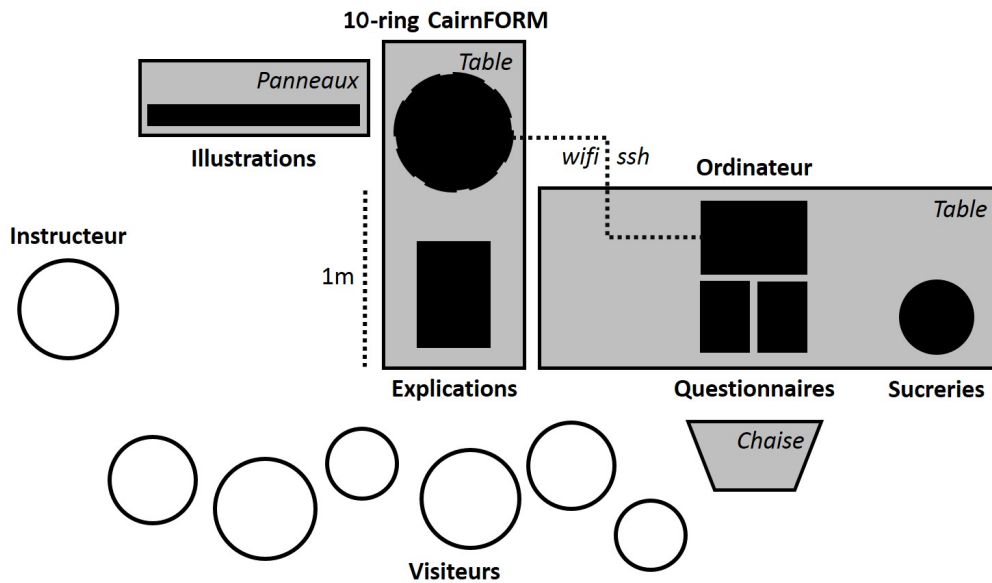 10-ring CairnFORM
Table
Panneaux
Illustrations
wifi
ssh
Ordinateur
Table
Instructeur
1m
Explications
Questionnaires
Sucreries
Chaise
Visiteurs